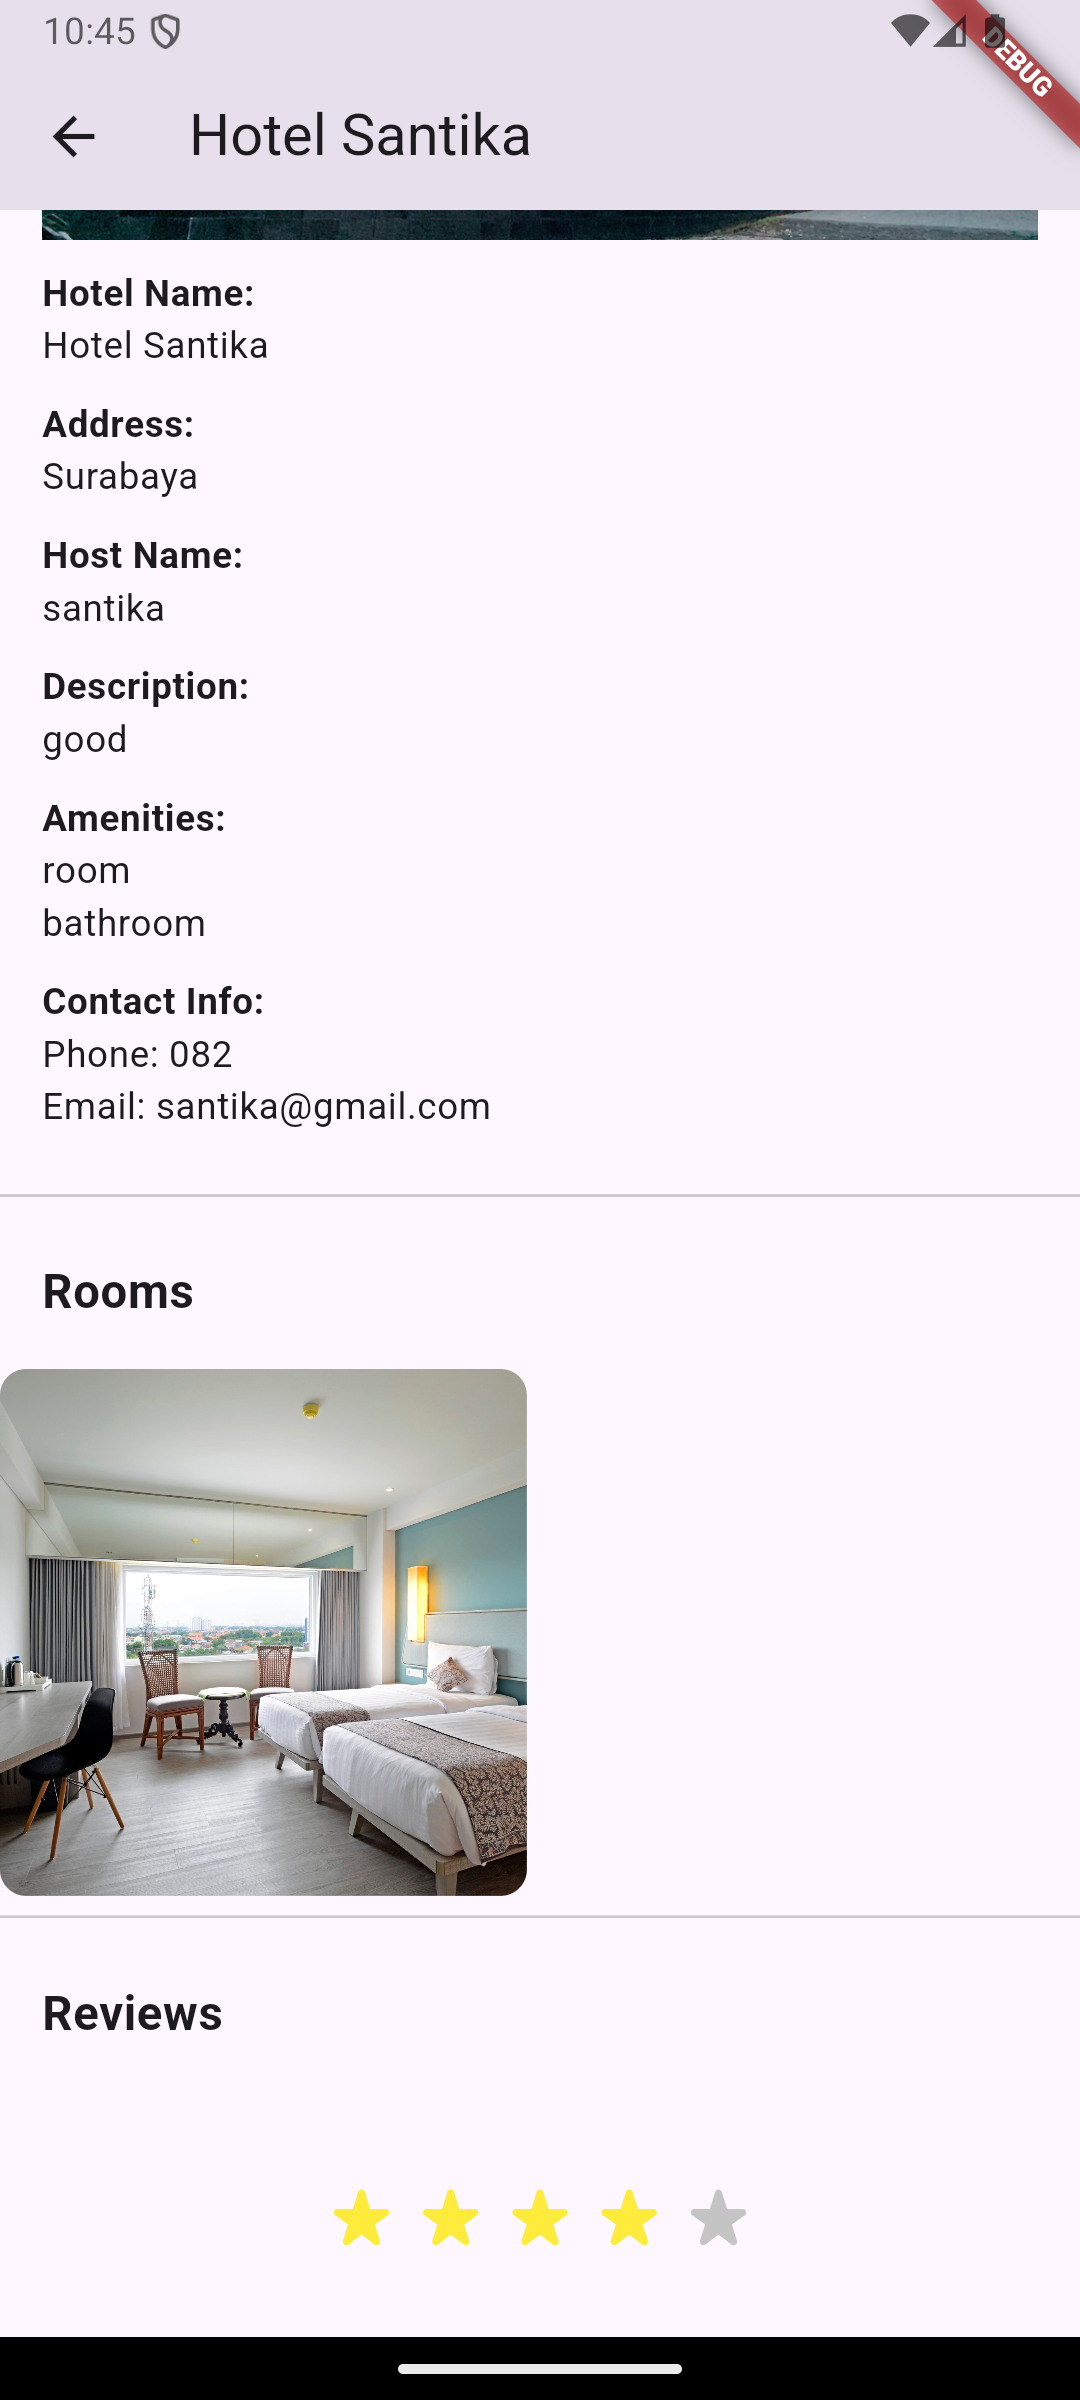 10:45
DEBUG
Hotel Santika
Hotel Name:
Hotel Santika
Address:
Surabaya
Host Name:
santika
Description:
good
Amenities:
room
bathroom
Contact Info:
Phone: 082
Email: santika@gmail.com
Rooms
Reviews